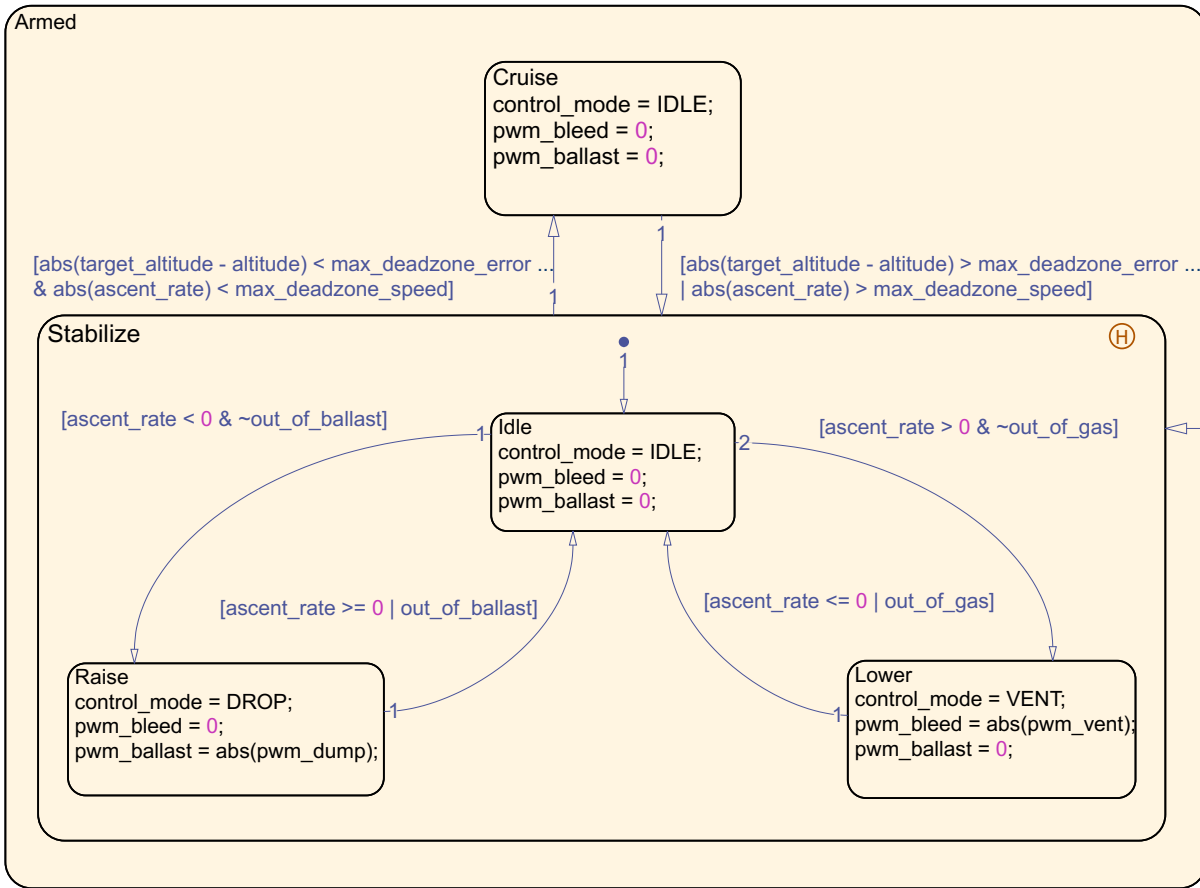 Armed
Cruise
control_mode = IDLE;
pwm_bleed = 0;
pwm_ballast = 0;
1
[abs(target_altitude - altitude) < max_deadzone_error ...
& abs(ascent_rate) < max_deadzone_speed]
1
[abs(target_altitude - altitude) > max_deadzone_error ...
| abs(ascent_rate) > max_deadzone_speed]
Stabilize
H
1
[ascent_rate < 0 & ~out_of_ballast]
1
Idle
control_mode = IDLE;
pwm_bleed = 0;
pwm_ballast = 0;
2
[ascent_rate > 0 & ~out_of_gas]
[ascent_rate >= 0 | out_of_ballast]
[ascent_rate <= 0 | out_of_gas]
Raise
control_mode = DROP;
pwm_bleed = 0;
pwm_ballast = abs(pwm_dump);
1
1
Lower
control_mode = VENT;
pwm_bleed = abs(pwm_vent);
pwm_ballast = 0;